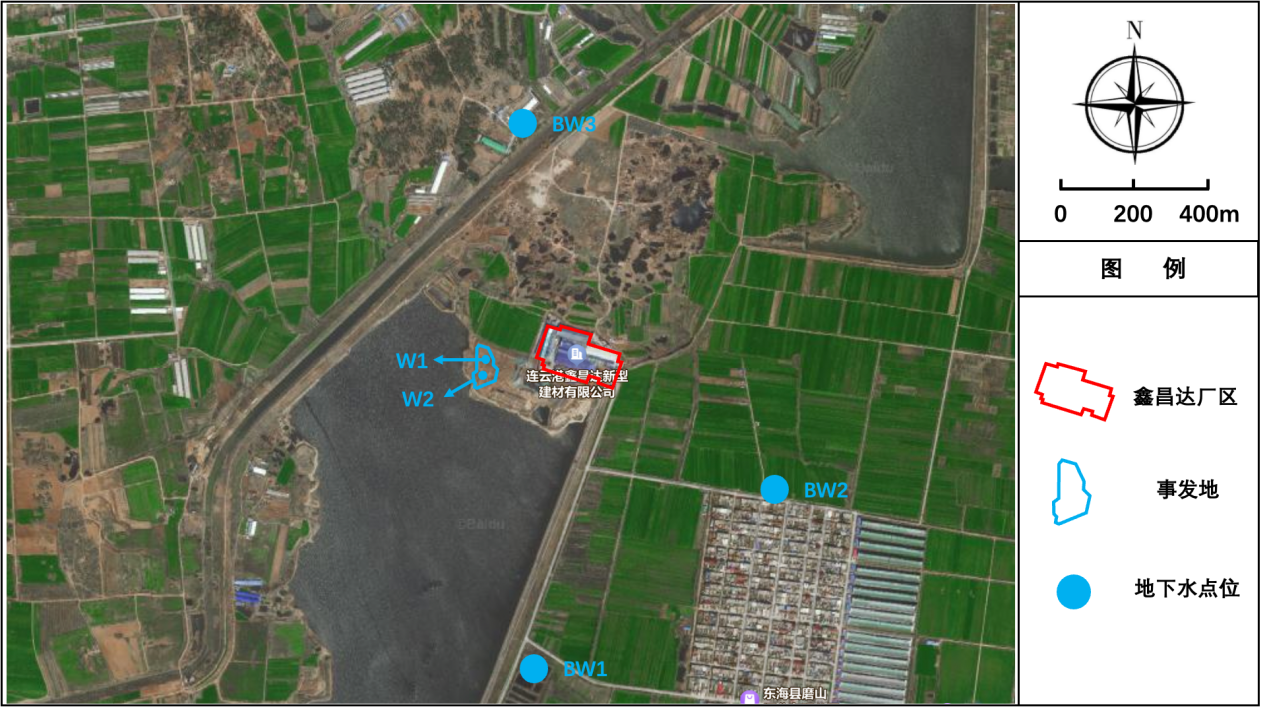 BW3
W1
W2
连云港鑫昌达新型
建材有限公司
BW2
©Baidu
BW1
东海县磨山
N
0 200 400m
图 例
鑫昌达厂区
事发地
地下水点位